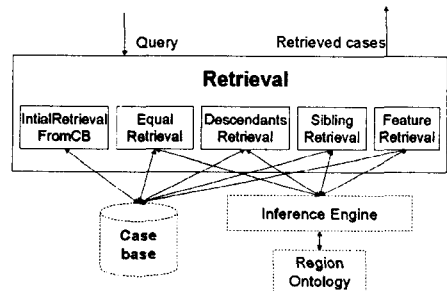 Query
Retrieved cases
Retrieval
IntialRetrieval
FromCB
Equal
Retrieval
Descendants
Retrieval
Sibling
Retrieval
Feature
Retrieval
Case
base
Inference Engine
Region
Ontology